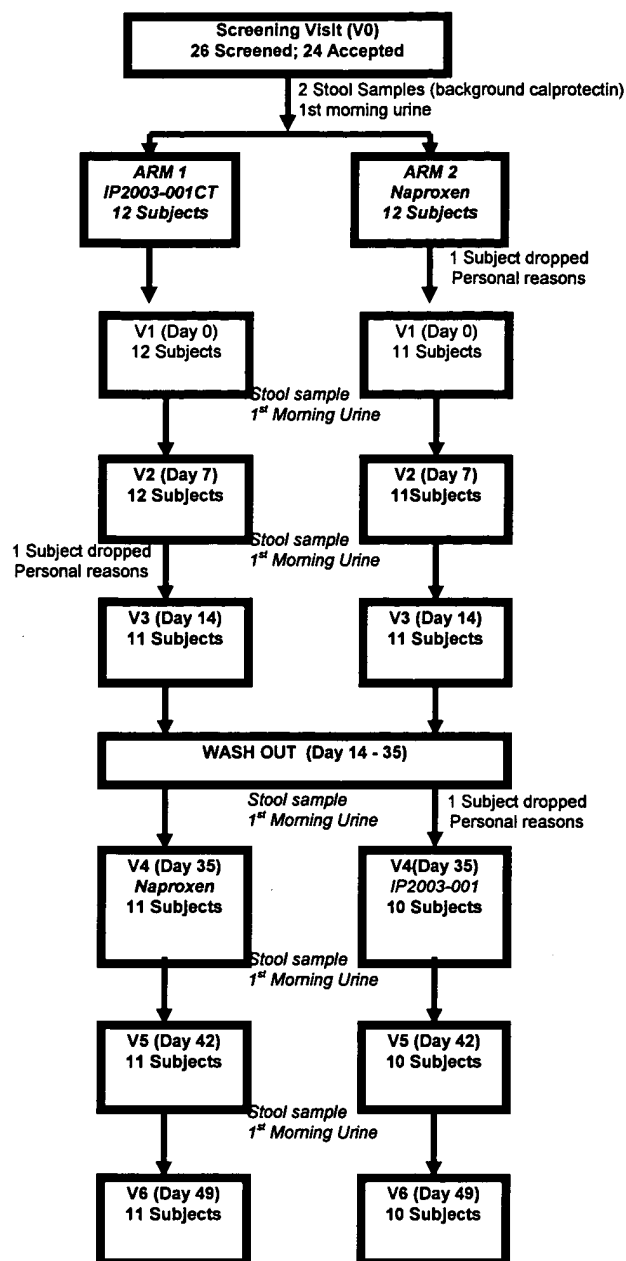 Screening Visit (V0)
26 Screened; 24 Accepted
2 Stool Samples (background calprotectin)
1st morning urine
ARM 1
IP2003-001CT
12 Subjects
ARM 2
Naproxen
12 Subjects
1 Subject dropped
Personal reasons
V1 (Day 0)
12 Subjects
V1 (Day 0)
11 Subjects
Stool sample
1st Morning Urine
V2 (Day 7)
12 Subjects
V2 (Day 7)
11Subjects
1 Subject dropped
Personal reasons
Stool sample
1st Morning Urine
V3 (Day 14)
11 Subjects
V3 (Day 14)
11 Subjects
WASH OUT (Day 14 - 35)
Stool sample
1st Morning Urine
1 Subject dropped
Personal reasons
V4 (Day 35)
Naproxen
11 Subjects
V4(Day 35)
IP2003-001
10 Subjects
Stool sample
1st Morning Urine
V5 (Day 42)
11 Subjects
V5 (Day 42)
10 Subjects
Stool sample
1st Morning Urine
V6 (Day 49)
11 Subjects
V6 (Day 49)
10 Subjects